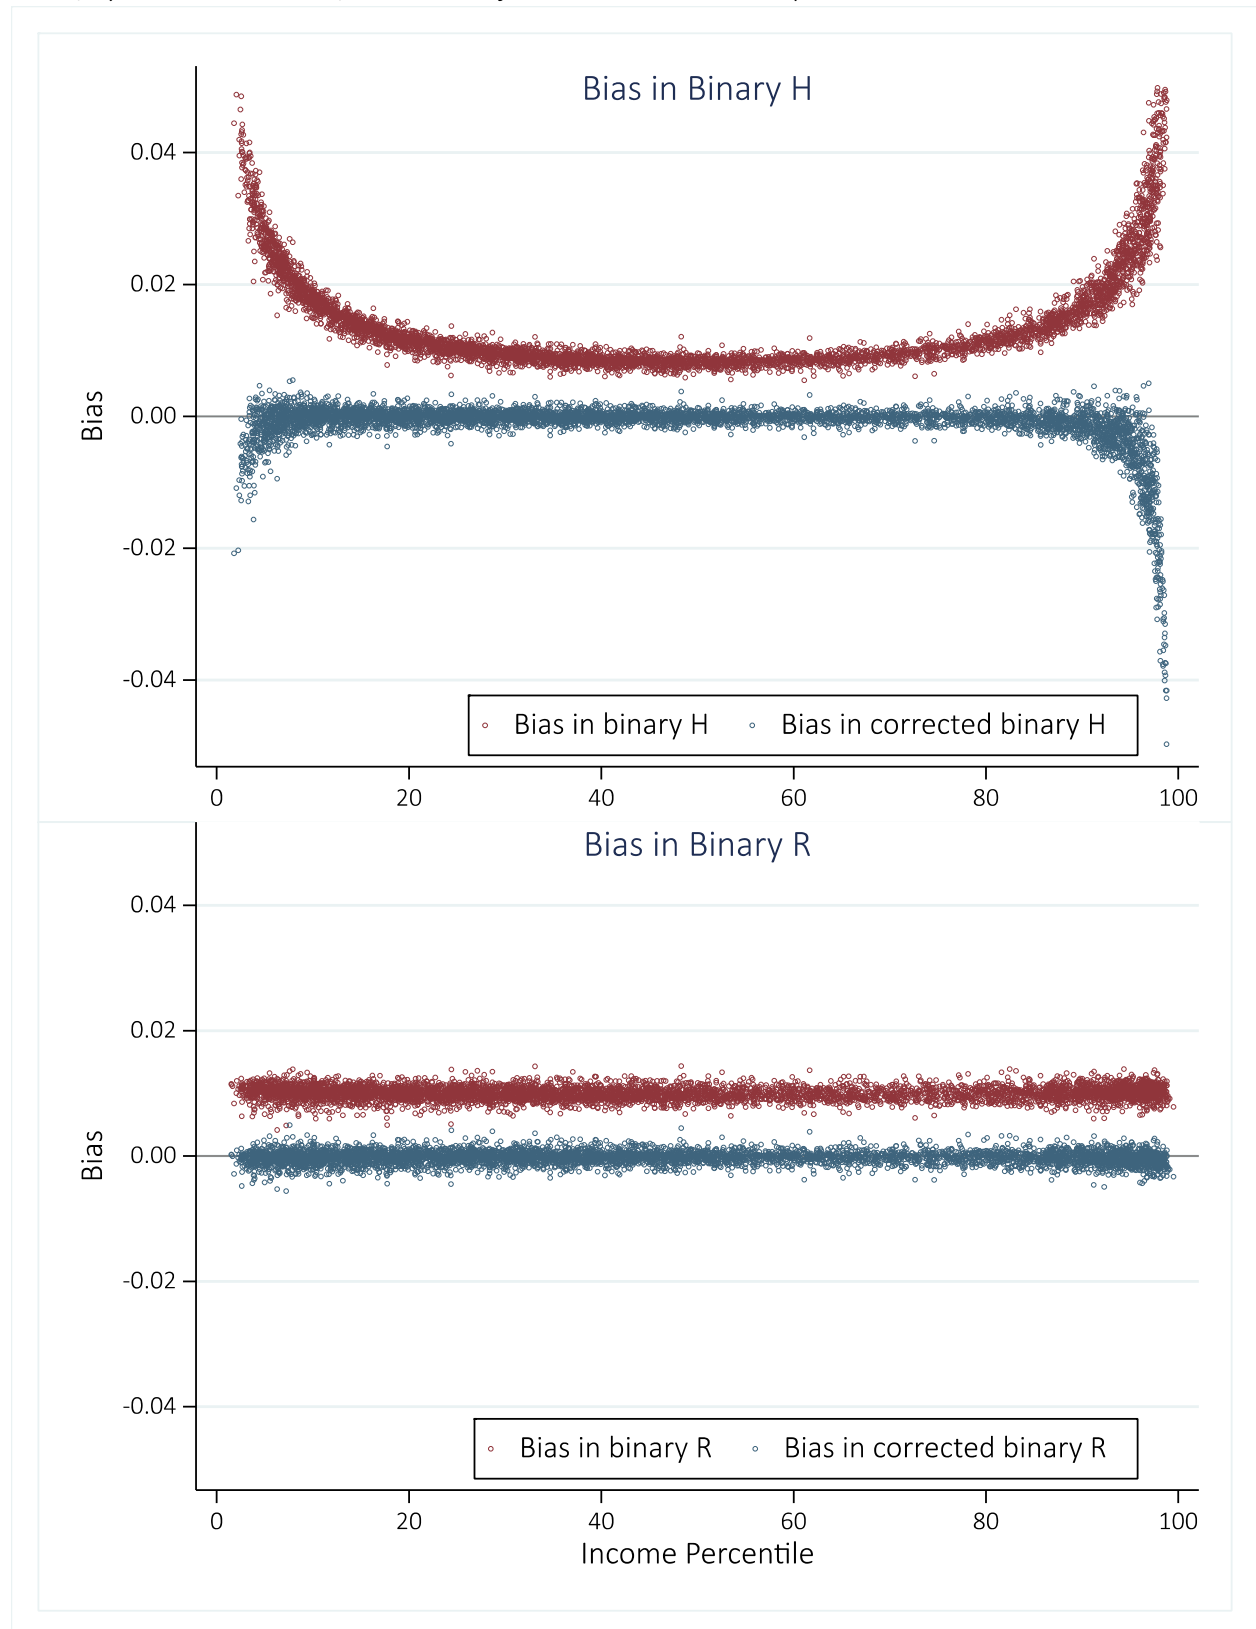 Bias in Binary H
0.04
0.02
0.00
-0.02
-0.04
Bias
Bias in binary H Bias in corrected binary H
0 20 40 60 80 100
Bias in Binary R
0.04
0.02
0.00
-0.02
-0.04
Bias
Bias in binary R Bias in corrected binary R
0 20 40 60 80 100
Income Percentile